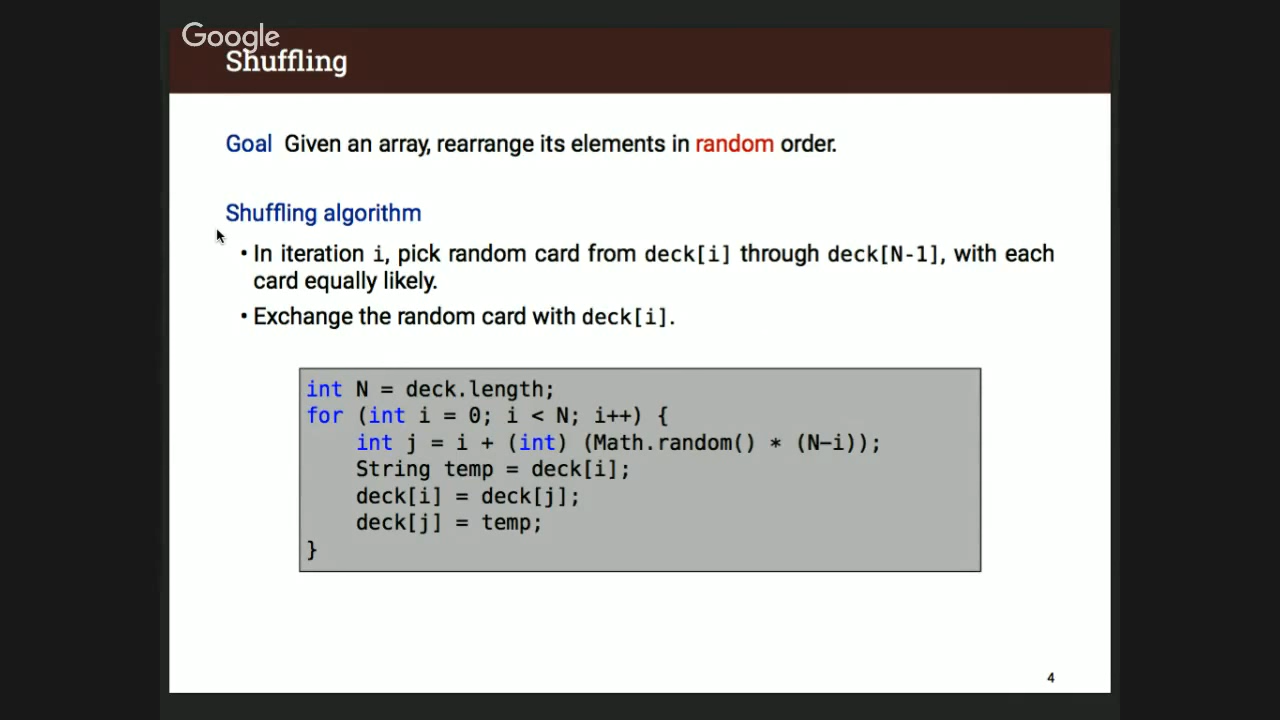 Google
Shuffling
Goal Given an array, rearrange its elements in random order.
Shuffling algorithm
• In iteration i, pick random card from deck[i] through deck[N-1], with each
card equally likely.
• Exchange the random card with deck[i].
int N = deck.length;
for (int i = 0; i < N; i++) {
    int j = i + (int) (Math.random() * (N-i));
    String temp = deck[i];
    deck[i] = deck[j];
    deck[j] = temp;
}
4